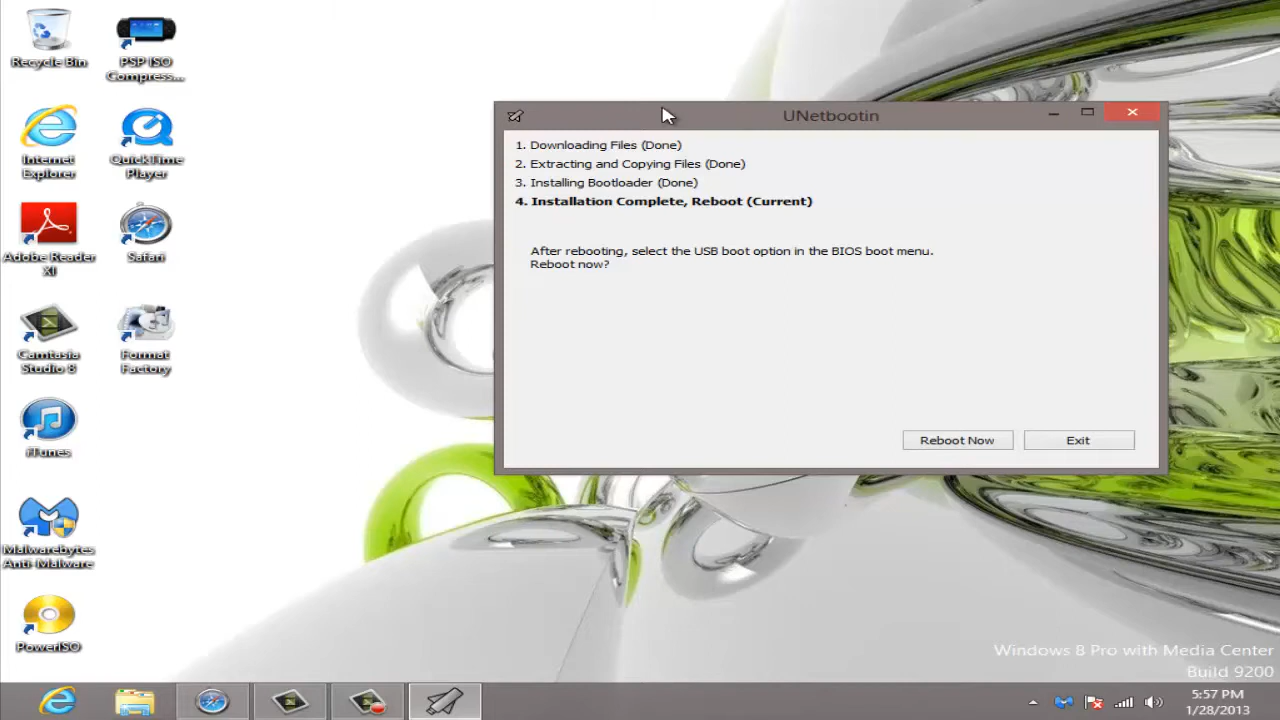 Recycle Bin
PSP ISO
Compress...
Internet
Explorer
QuickTime
Player
Adobe Reader
XI
Safari
Camtasia
Studio 8
Format
Factory
iTunes
Malwarebytes
Anti-Malware
PowerISO
UNetbootin
1. Downloading Files (Done)
2. Extracting and Copying Files (Done)
3. Installing Bootloader (Done)
4. Installation Complete, Reboot (Current)
After rebooting, select the USB boot option in the BIOS boot menu.
Reboot now?
Reboot Now
Exit
Windows 8 Pro with Media Center
Build 9200
5:57 PM
1/28/2013